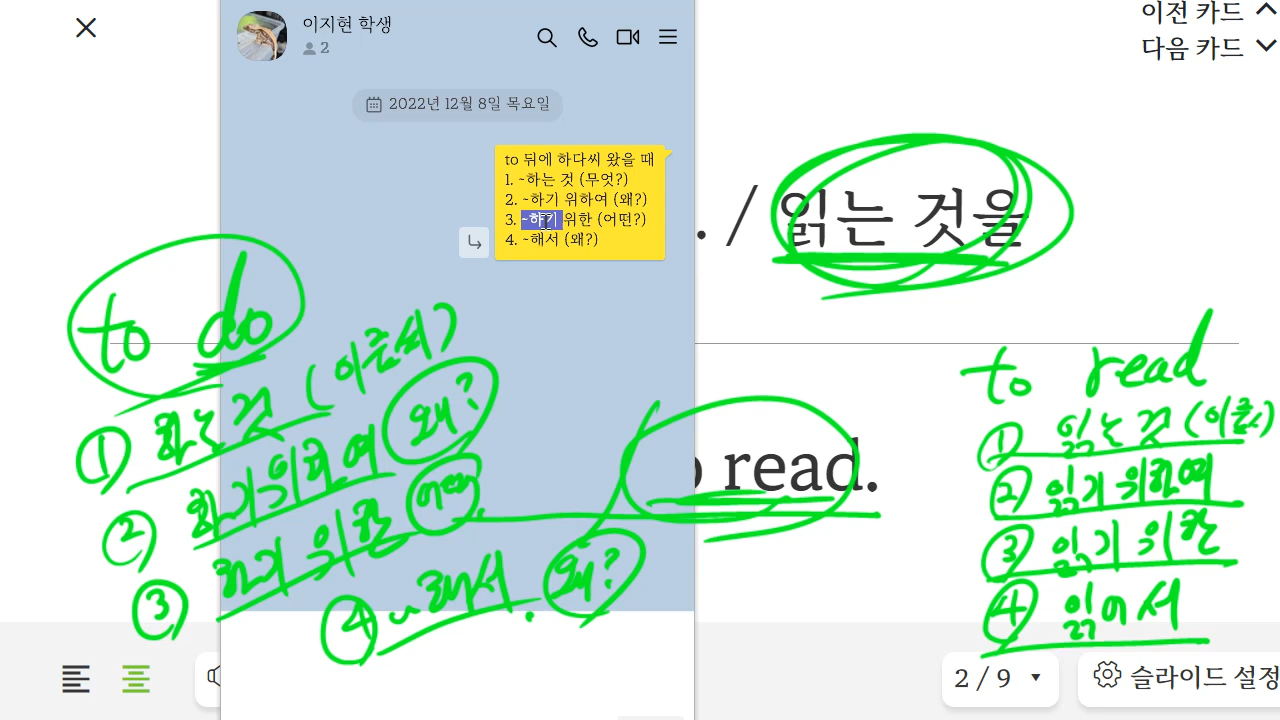 이지현 학생
2
이전 카드
다음 카드
2022년 12월 8일 목요일
to 뒤에 하다씨 왔을 때
1. ~하는 것 (무엇?)
2. ~하기 위하여 (왜?)
3. ~하기 위한 (어떤?)
4. ~해서 (왜?)
. / 읽는 것을
to do
① 하는 것 (이름씨)
② 하기 위하여 왜?
③ 하기 위한 어떤
④ ~해서. 왜?
read.
to read
① 읽는 것 (이름씨)
② 읽기 위하여
③ 읽기 위한
④ 읽어서
2 / 9
슬라이드 설정